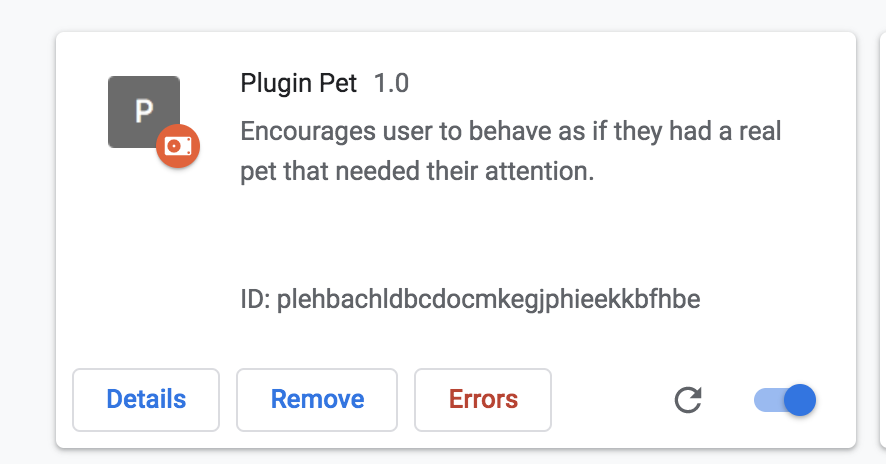 P
Plugin Pet 1.0
Encourages user to behave as if they had a real
pet that needed their attention.
ID: plehbachldbcdocmkegjphieekkbfhbe
Details Remove Errors